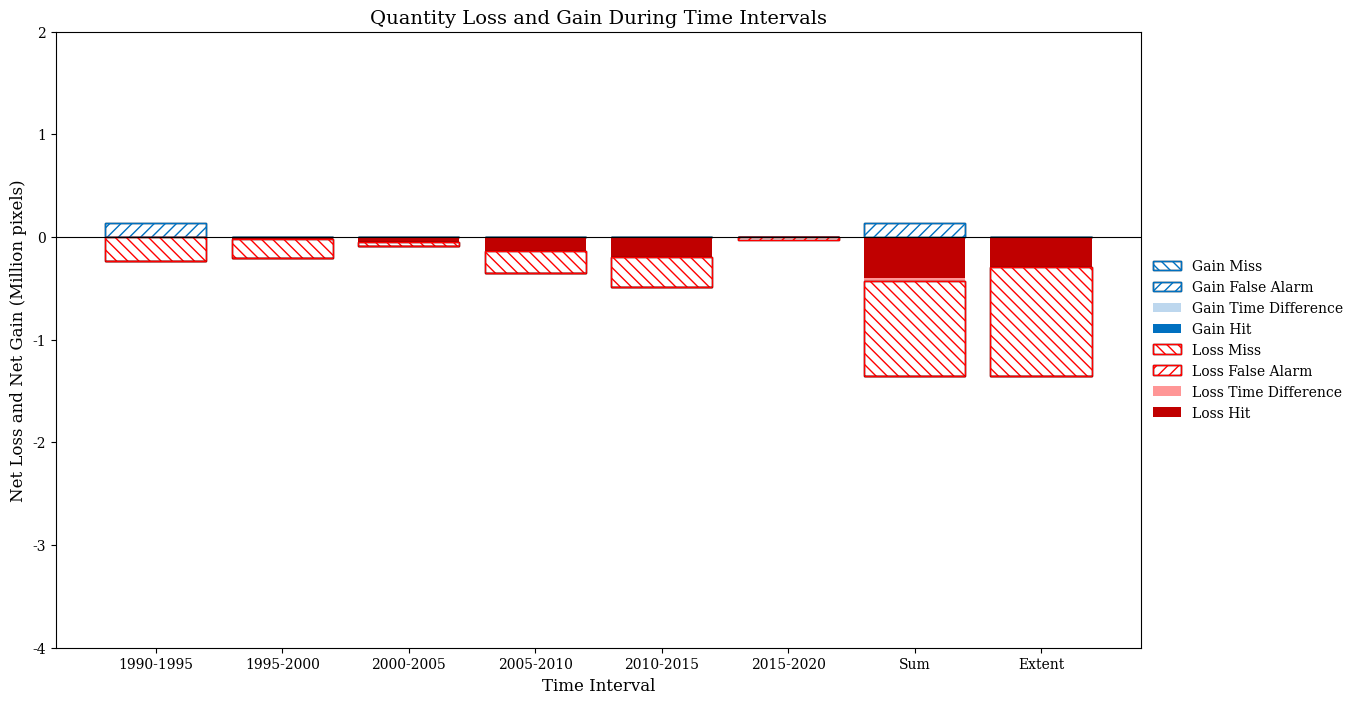 Quantity Loss and Gain During Time Intervals
Net Loss and Net Gain (Million pixels)
2
1
0
-1
-2
-3
-4
1990-1995
1995-2000
2000-2005
2005-2010
2010-2015
2015-2020
Sum
Extent
Time Interval
Gain Miss
Gain False Alarm
Gain Time Difference
Gain Hit
Loss Miss
Loss False Alarm
Loss Time Difference
Loss Hit